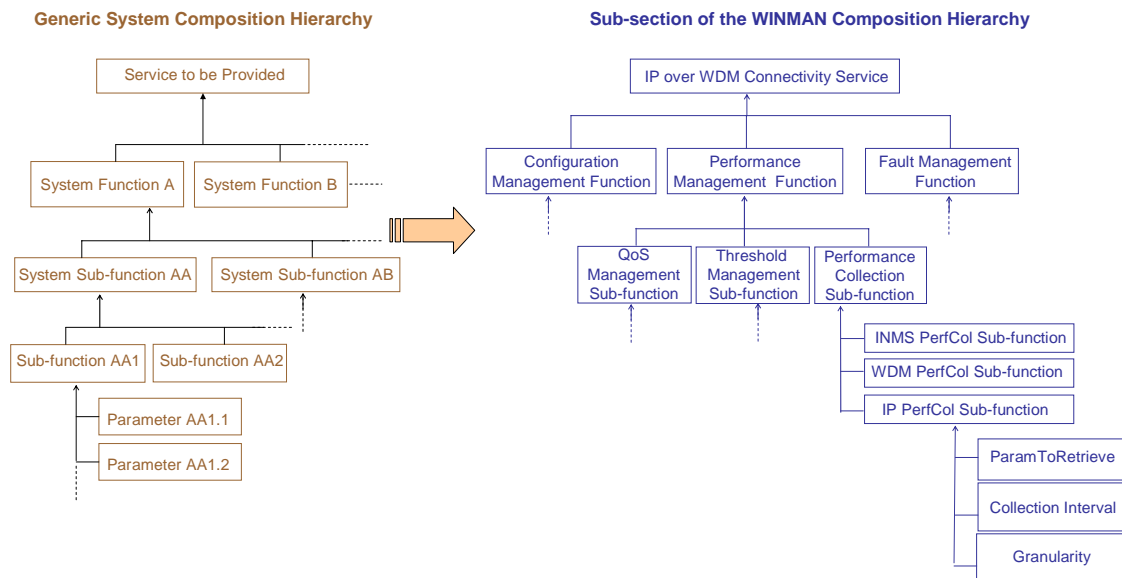 Generic System Composition Hierarchy
Service to be Provided
System Function A
System Function B
System Sub-function AA
System Sub-function AB
Sub-function AA1
Sub-function AA2
Parameter AA1.1
Parameter AA1.2
Sub-section of the WINMAN Composition Hierarchy
IP over WDM Connectivity Service
Configuration
Management Function
Performance
Management Function
Fault Management
Function
QoS
Management
Sub-function
Threshold
Management
Sub-function
Performance
Collection
Sub-function
INMS PerfCol Sub-function
WDM PerfCol Sub-function
IP PerfCol Sub-function
ParamToRetrieve
Collection Interval
Granularity